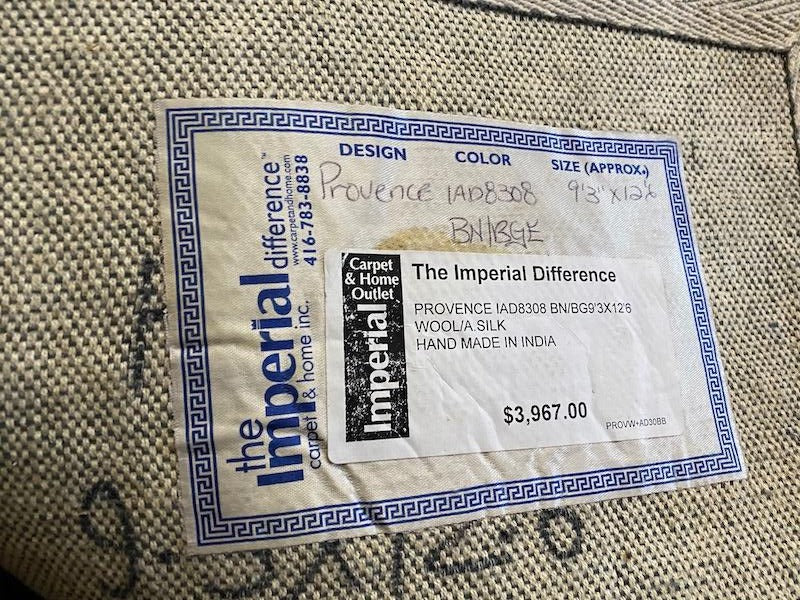 the
Imperial difference™
carpet & home inc.
www.carpetandhome.com
416-783-8838
DESIGN COLOR SIZE (APPROX.)
Provence IAD8308 9'3" X 12'6
BN/BGE
Carpet
& Home
Outlet
Imperial
The Imperial Difference
PROVENCE IAD8308 BN/BG9'3X12'6
WOOL/A.SILK
HAND MADE IN INDIA
$3,967.00
PROVW+AD30BB